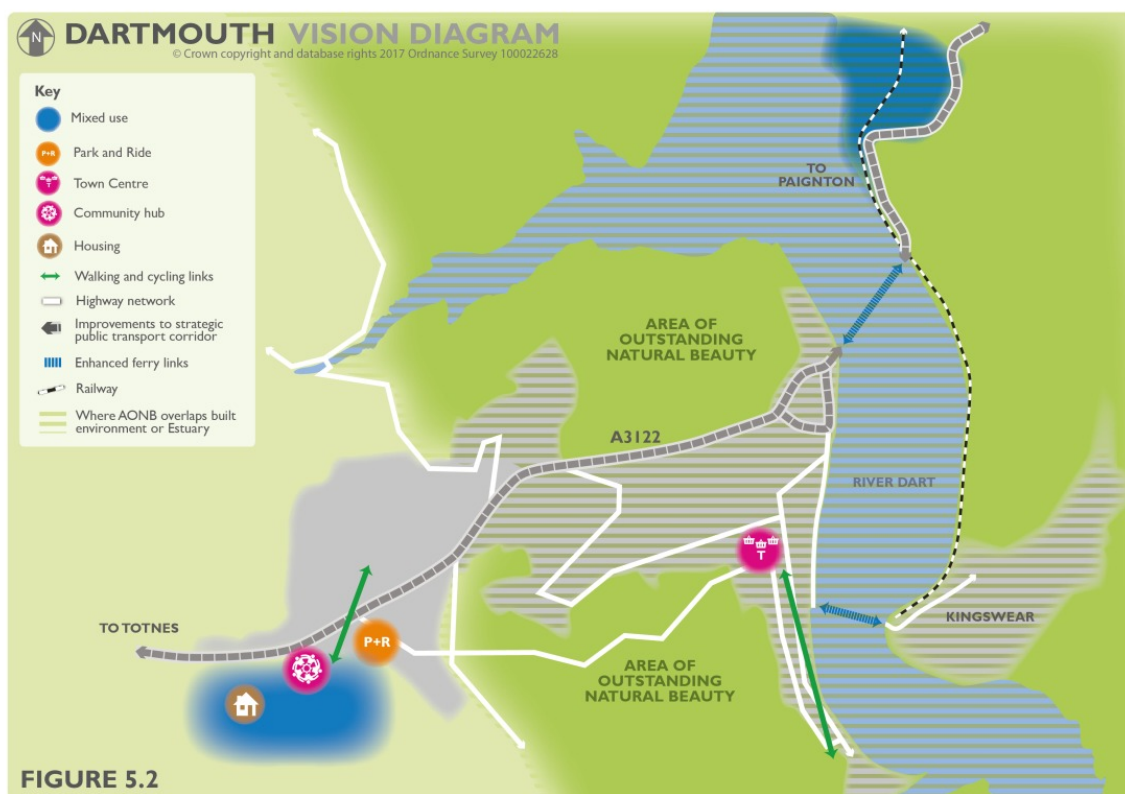 N
DARTMOUTH VISION DIAGRAM
© Crown copyright and database rights 2017 Ordnance Survey 100022628
Key
Mixed use
P+R
Park and Ride
T
Town Centre
Community hub
Housing
Walking and cycling links
Highway network
Improvements to strategic
public transport corridor
Enhanced ferry links
Railway
Where AONB overlaps built
environment or Estuary
TO
PAIGNTON
AREA OF
OUTSTANDING
NATURAL BEAUTY
A3122
RIVER DART
T
KINGSWEAR
TO TOTNES
P+R
AREA OF
OUTSTANDING
NATURAL BEAUTY
FIGURE 5.2